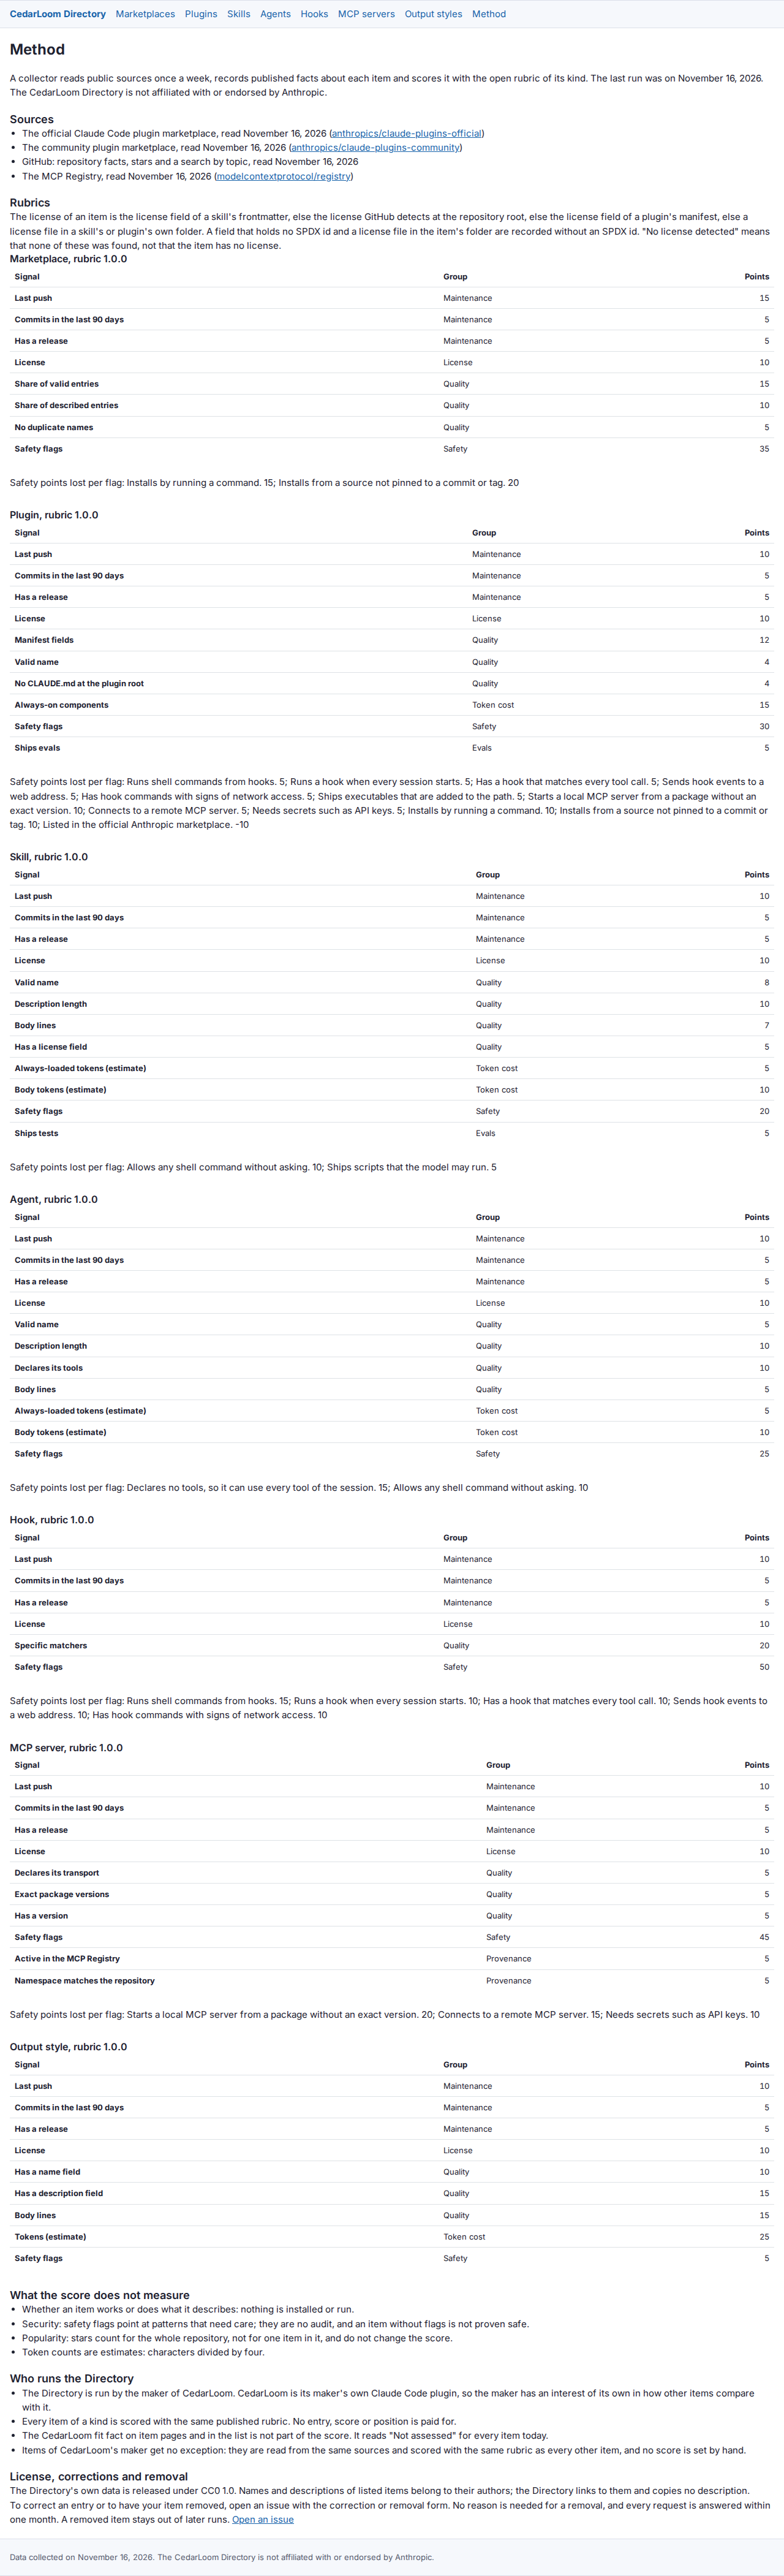 CedarLoom Directory Marketplaces Plugins Skills Agents Hooks MCP servers Output styles Method
Method
A collector reads public sources once a week, records published facts about each item and scores it with the open rubric of its kind. The last run was on November 16, 2026.
The CedarLoom Directory is not affiliated with or endorsed by Anthropic.
Sources
• The official Claude Code plugin marketplace, read November 16, 2026 (anthropics/claude-plugins-official)
• The community plugin marketplace, read November 16, 2026 (anthropics/claude-plugins-community)
• GitHub: repository facts, stars and a search by topic, read November 16, 2026
• The MCP Registry, read November 16, 2026 (modelcontextprotocol/registry)
Rubrics
The license of an item is the license field of a skill's frontmatter, else the license GitHub detects at the repository root, else the license field of a plugin's manifest, else a
license file in a skill's or plugin's own folder. A field that holds no SPDX id and a license file in the item's folder are recorded without an SPDX id. "No license detected" means
that none of these was found, not that the item has no license.
Marketplace, rubric 1.0.0
Signal Group Points
Last push Maintenance 15
Commits in the last 90 days Maintenance 5
Has a release Maintenance 5
License License 10
Share of valid entries Quality 15
Share of described entries Quality 10
No duplicate names Quality 5
Safety flags Safety 35
Safety points lost per flag: Installs by running a command. 15; Installs from a source not pinned to a commit or tag. 20
Plugin, rubric 1.0.0
Signal Group Points
Last push Maintenance 10
Commits in the last 90 days Maintenance 5
Has a release Maintenance 5
License License 10
Manifest fields Quality 12
Valid name Quality 4
No CLAUDE.md at the plugin root Quality 4
Always-on components Token cost 15
Safety flags Safety 30
Ships evals Evals 5
Safety points lost per flag: Runs shell commands from hooks. 5; Runs a hook when every session starts. 5; Has a hook that matches every tool call. 5; Sends hook events to a
web address. 5; Has hook commands with signs of network access. 5; Ships executables that are added to the path. 5; Starts a local MCP server from a package without an
exact version. 10; Connects to a remote MCP server. 5; Needs secrets such as API keys. 5; Installs by running a command. 10; Installs from a source not pinned to a commit or
tag. 10; Listed in the official Anthropic marketplace. -10
Skill, rubric 1.0.0
Signal Group Points
Last push Maintenance 10
Commits in the last 90 days Maintenance 5
Has a release Maintenance 5
License License 10
Valid name Quality 8
Description length Quality 10
Body lines Quality 7
Has a license field Quality 5
Always-loaded tokens (estimate) Token cost 5
Body tokens (estimate) Token cost 10
Safety flags Safety 20
Ships tests Evals 5
Safety points lost per flag: Allows any shell command without asking. 10; Ships scripts that the model may run. 5
Agent, rubric 1.0.0
Signal Group Points
Last push Maintenance 10
Commits in the last 90 days Maintenance 5
Has a release Maintenance 5
License License 10
Valid name Quality 5
Description length Quality 10
Declares its tools Quality 10
Body lines Quality 5
Always-loaded tokens (estimate) Token cost 5
Body tokens (estimate) Token cost 10
Safety flags Safety 25
Safety points lost per flag: Declares no tools, so it can use every tool of the session. 15; Allows any shell command without asking. 10
Hook, rubric 1.0.0
Signal Group Points
Last push Maintenance 10
Commits in the last 90 days Maintenance 5
Has a release Maintenance 5
License License 10
Specific matchers Quality 20
Safety flags Safety 50
Safety points lost per flag: Runs shell commands from hooks. 15; Runs a hook when every session starts. 10; Has a hook that matches every tool call. 10; Sends hook events to
a web address. 10; Has hook commands with signs of network access. 10
MCP server, rubric 1.0.0
Signal Group Points
Last push Maintenance 10
Commits in the last 90 days Maintenance 5
Has a release Maintenance 5
License License 10
Declares its transport Quality 5
Exact package versions Quality 5
Has a version Quality 5
Safety flags Safety 45
Active in the MCP Registry Provenance 5
Namespace matches the repository Provenance 5
Safety points lost per flag: Starts a local MCP server from a package without an exact version. 20; Connects to a remote MCP server. 15; Needs secrets such as API keys. 10
Output style, rubric 1.0.0
Signal Group Points
Last push Maintenance 10
Commits in the last 90 days Maintenance 5
Has a release Maintenance 5
License License 10
Has a name field Quality 10
Has a description field Quality 15
Body lines Quality 15
Tokens (estimate) Token cost 25
Safety flags Safety 5
What the score does not measure
• Whether an item works or does what it describes: nothing is installed or run.
• Security: safety flags point at patterns that need care; they are no audit, and an item without flags is not proven safe.
• Popularity: stars count for the whole repository, not for one item in it, and do not change the score.
• Token counts are estimates: characters divided by four.
Who runs the Directory
• The Directory is run by the maker of CedarLoom. CedarLoom is its maker's own Claude Code plugin, so the maker has an interest of its own in how other items compare
with it.
• Every item of a kind is scored with the same published rubric. No entry, score or position is paid for.
• The CedarLoom fit fact on item pages and in the list is not part of the score. It reads "Not assessed" for every item today.
• Items of CedarLoom's maker get no exception: they are read from the same sources and scored with the same rubric as every other item, and no score is set by hand.
License, corrections and removal
The Directory's own data is released under CC0 1.0. Names and descriptions of listed items belong to their authors; the Directory links to them and copies no description.
To correct an entry or to have your item removed, open an issue with the correction or removal form. No reason is needed for a removal, and every request is answered within
one month. A removed item stays out of later runs. Open an issue
Data collected on November 16, 2026. The CedarLoom Directory is not affiliated with or endorsed by Anthropic.